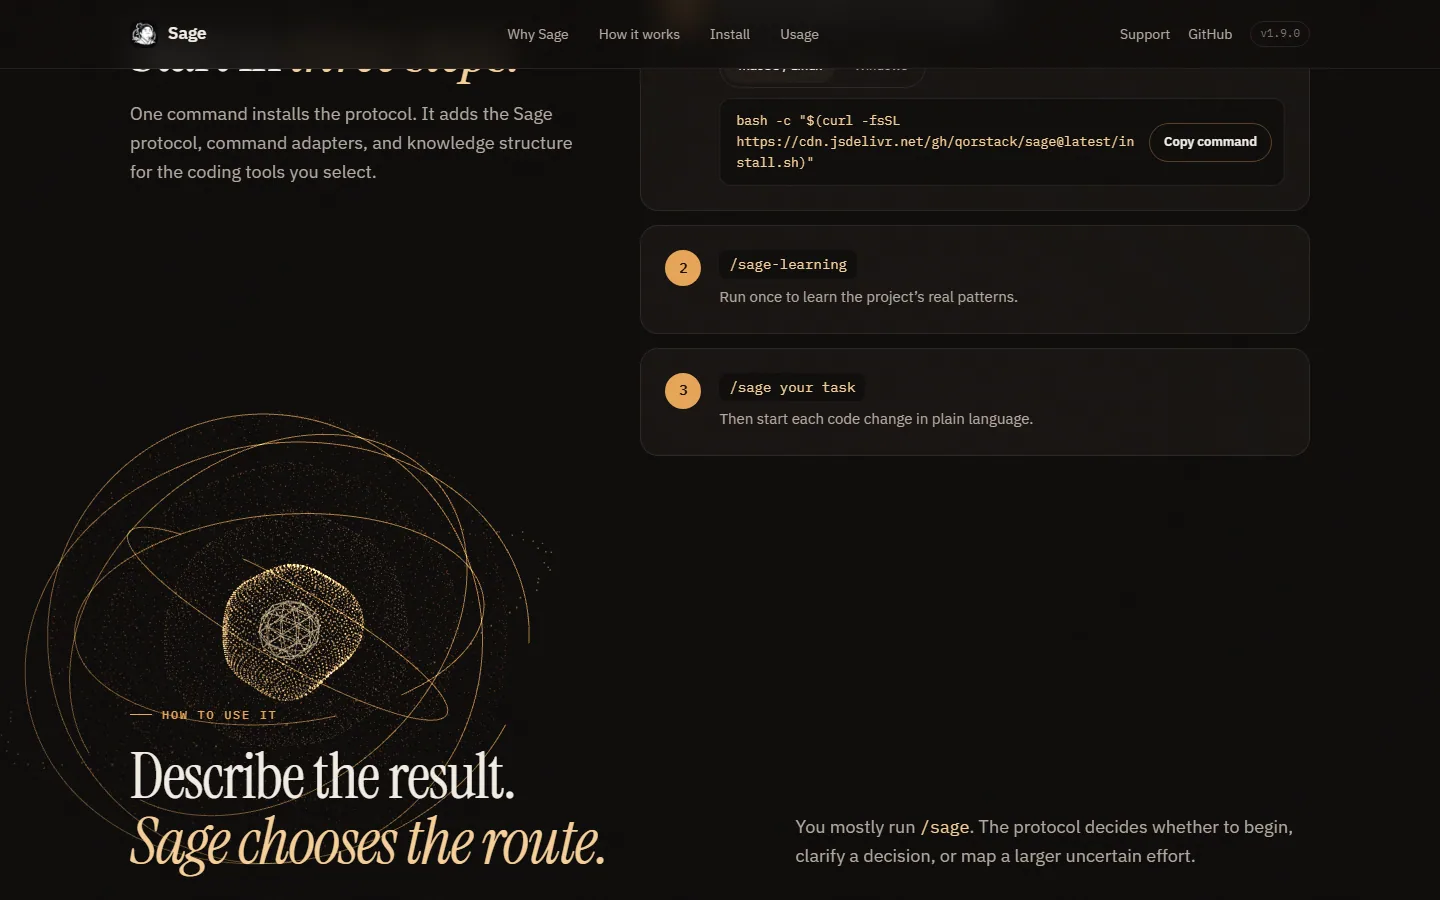 Sage
Why Sage
How it works
Install
Usage
Support
GitHub
v1.9.0
Start in three steps.
One command installs the protocol. It adds the Sage
protocol, command adapters, and knowledge structure
for the coding tools you select.
bash -c "$(curl -fsSL
https://cdn.jsdelivr.net/gh/qorstack/sage@latest/in
stall.sh)"
Copy command
2
/sage-learning
Run once to learn the project’s real patterns.
3
/sage your task
Then start each code change in plain language.
HOW TO USE IT
Describe the result.
Sage chooses the route.
You mostly run /sage. The protocol decides whether to begin,
clarify a decision, or map a larger uncertain effort.